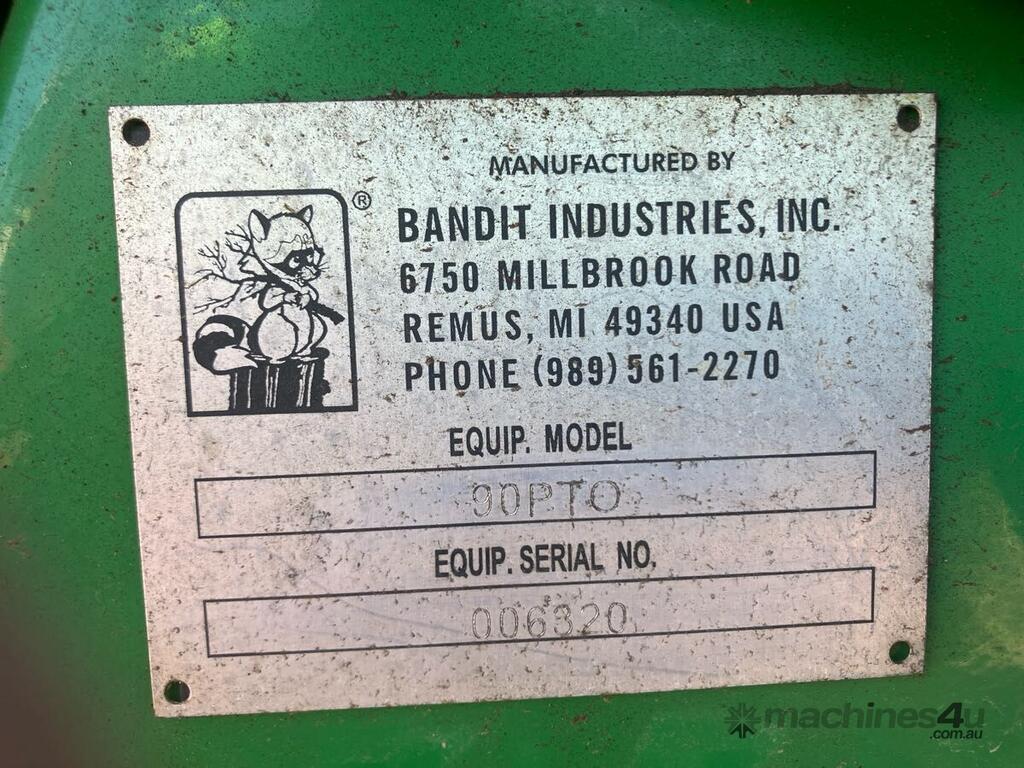 MANUFACTURED BY
®
BANDIT INDUSTRIES, INC.
6750 MILLBROOK ROAD
REMUS, MI 49340 USA
PHONE (989) 561-2270
EQUIP. MODEL
90PTO
EQUIP. SERIAL NO.
006320
machines4u
.com.au